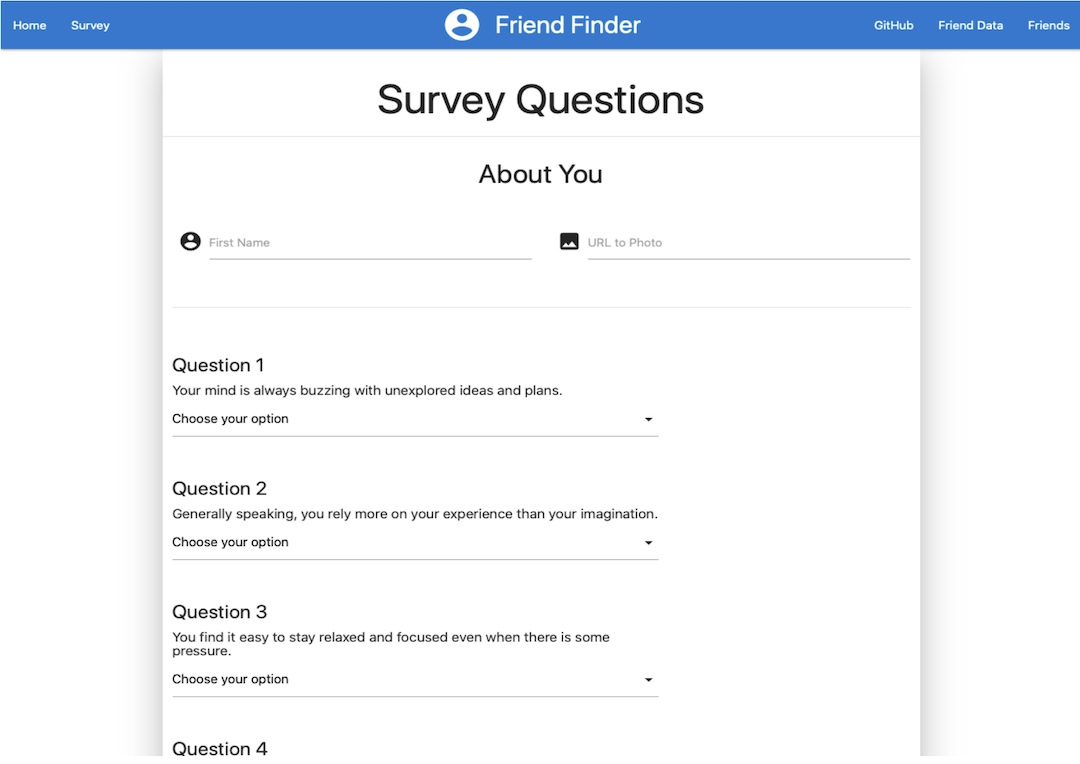 Home Survey Friend Finder GitHub Friend Data Friends
Survey Questions
About You
First Name URL to Photo
Question 1
Your mind is always buzzing with unexplored ideas and plans.
Choose your option
Question 2
Generally speaking, you rely more on your experience than your imagination.
Choose your option
Question 3
You find it easy to stay relaxed and focused even when there is some
pressure.
Choose your option
Question 4